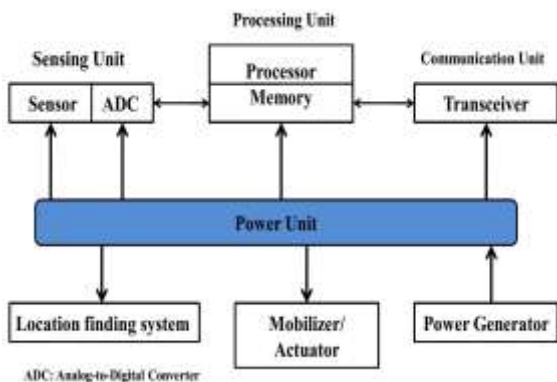 Processing Unit
Sensing Unit
Communication Unit
Processor
Memory
Sensor
ADC
Transceiver
Power Unit
Location finding system
Mobilizer/
Actuator
Power Generator
ADC: Analog-to-Digital Converter